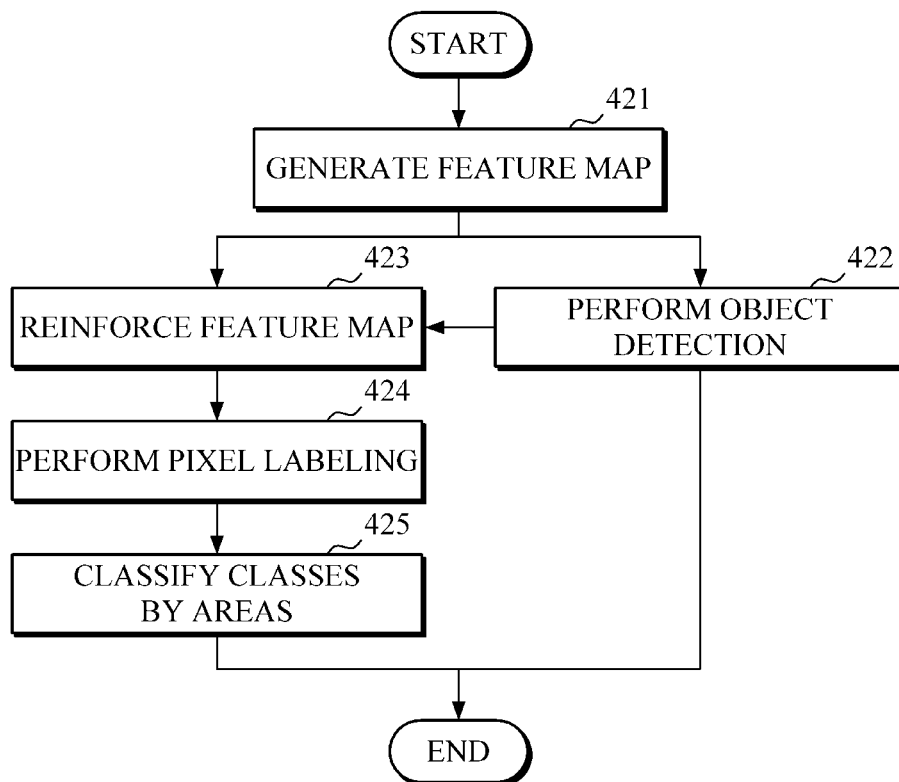 START
421
GENERATE FEATURE MAP
423
REINFORCE FEATURE MAP
422
PERFORM OBJECT
DETECTION
424
PERFORM PIXEL LABELING
425
CLASSIFY CLASSES
BY AREAS
END